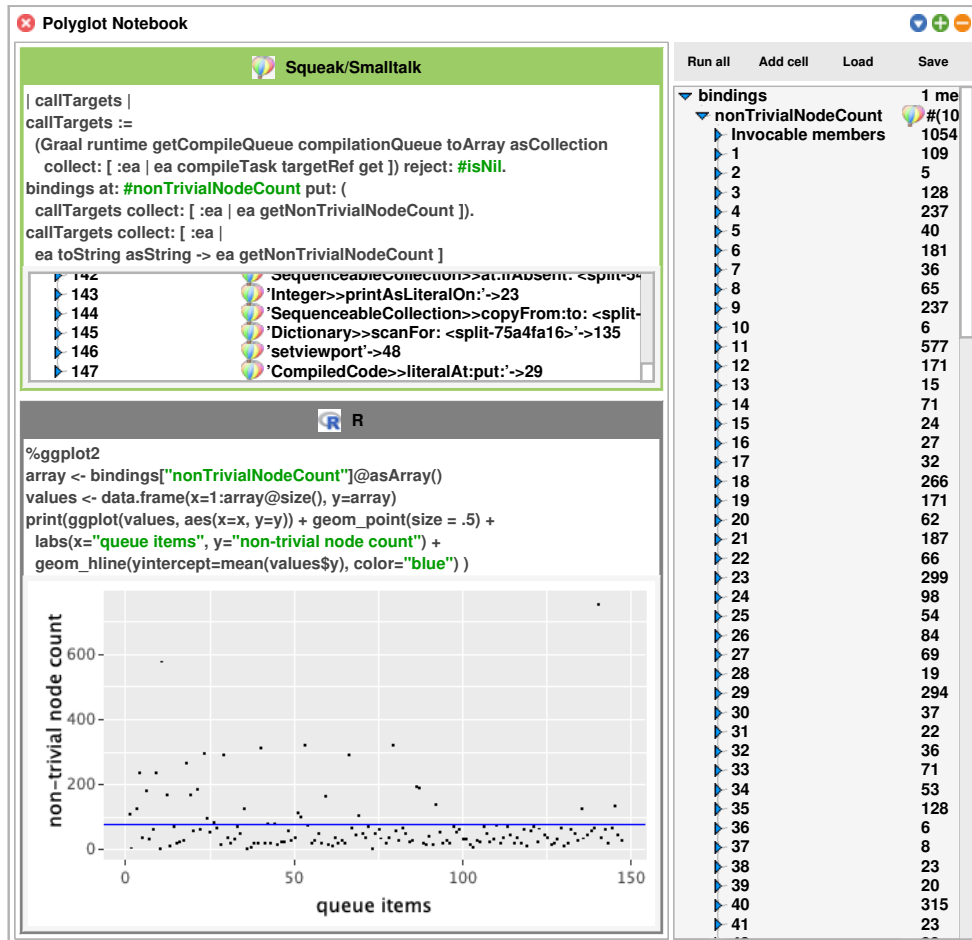 Polyglot Notebook
Squeak/Smalltalk
| callTargets |
callTargets :=
(Graal runtime getCompileQueue compilationQueue toArray asCollection
collect: [ :ea | ea compileTask targetRef get ]) reject: #isNil.
bindings at: #nonTrivialNodeCount put: (
callTargets collect: [ :ea | ea getNonTrivialNodeCount ]).
callTargets collect: [ :ea |
ea toString asString -> ea getNonTrivialNodeCount ]
142 'SequenceableCollection>>at:ifAbsent: <split-54
143 'Integer>>printAsLiteralOn:'->23
144 'SequenceableCollection>>copyFrom:to: <split-
145 'Dictionary>>scanFor: <split-75a4fa16>'->135
146 'setviewport'->48
147 'CompiledCode>>literalAt:put:'->29
R
%ggplot2
array <- bindings["nonTrivialNodeCount"]@asArray()
values <- data.frame(x=1:array@size(), y=array)
print(ggplot(values, aes(x=x, y=y)) + geom_point(size = .5) +
labs(x="queue items", y="non-trivial node count") +
geom_hline(yintercept=mean(values$y), color="blue") )
non-trivial node count
600
400
200
0
0 50 100 150
queue items
Run all Add cell Load Save
bindings 1 me
nonTrivialNodeCount #(10
Invocable members 1054
1 109
2 5
3 128
4 237
5 40
6 181
7 36
8 65
9 237
10 6
11 577
12 171
13 15
14 71
15 24
16 27
17 32
18 266
19 171
20 62
21 187
22 66
23 299
24 98
25 54
26 84
27 69
28 19
29 294
30 37
31 22
32 36
33 71
34 53
35 128
36 6
37 8
38 23
39 20
40 315
41 23